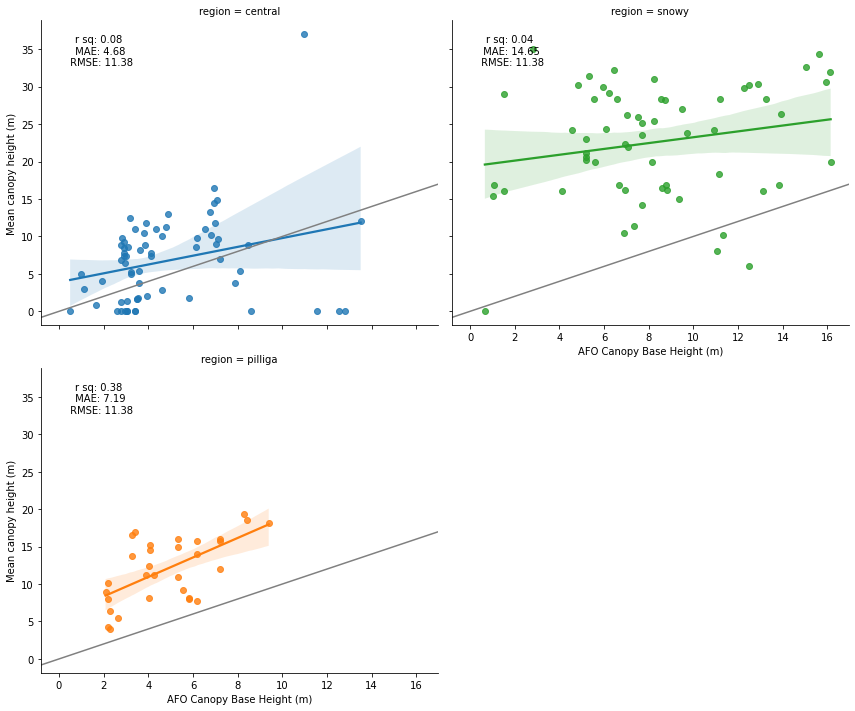 region = central
r sq: 0.08
MAE: 4.68
RMSE: 11.38
35
30
25
20
15
10
5
0
Mean canopy height (m)
region = snowy
r sq: 0.04
MAE: 14.65
RMSE: 11.38
0 2 4 6 8 10 12 14 16
AFO Canopy Base Height (m)
region = pilliga
r sq: 0.38
MAE: 7.19
RMSE: 11.38
35
30
25
20
15
10
5
0
Mean canopy height (m)
0 2 4 6 8 10 12 14 16
AFO Canopy Base Height (m)